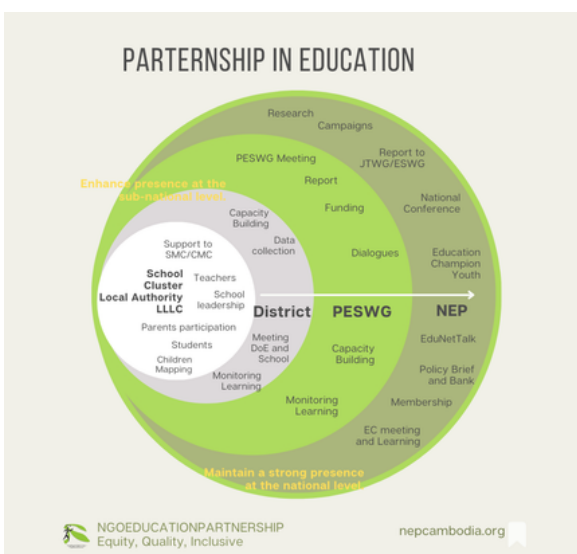 PARTERNSHIP IN EDUCATION
Research
Campaigns
Report to
JTWG/ESWG
National
Conference
Education
Champion
Youth
NEP
EduNetTalk
Policy Brief
and Bank
Membership
EC meeting
and Learning
PESWG Meeting
Report
Funding
Dialogues
PESWG
Capacity
Building
Monitoring
Learning
Enhance presence at the
sub-national level
Capacity
Building
Data
collection
District
Meeting
DoE and
School
Monitoring
Learning
Support to
SMC/CMC
School
Cluster
Local Authority
LLLC
Teachers
School
leadership
Parents participation
Students
Children
Mapping
Maintain a strong presence
at the national level
NGOEDUCATIONPARTNERSHIP
Equity, Quality, Inclusive
nepcambodia.org